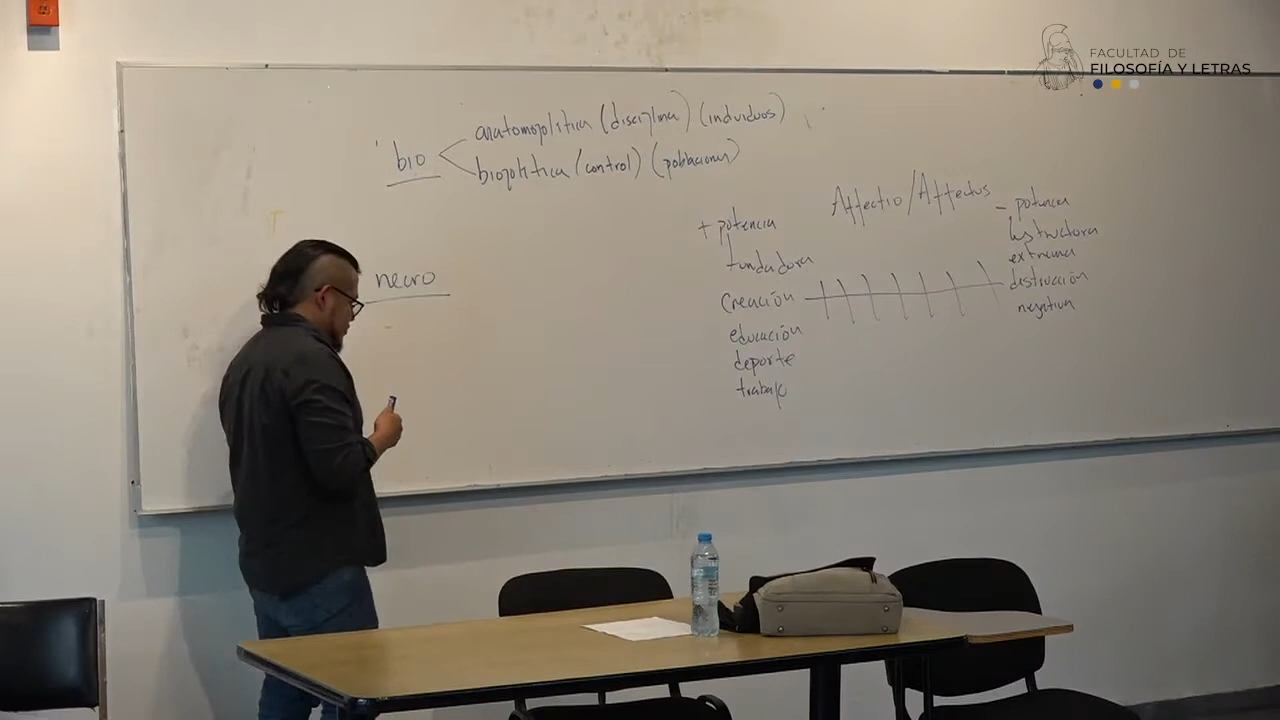 FACULTAD DE
FILOSOFÍA Y LETRAS
bio
anatomopolítica (disciplina) (individuos)
biopolítica (control) (poblaciones)
necro
Affectio/Affectus
+ potencia
fundadora
creación
educación
deporte
trabajo
- potencia
extrema
destrucción
negativa